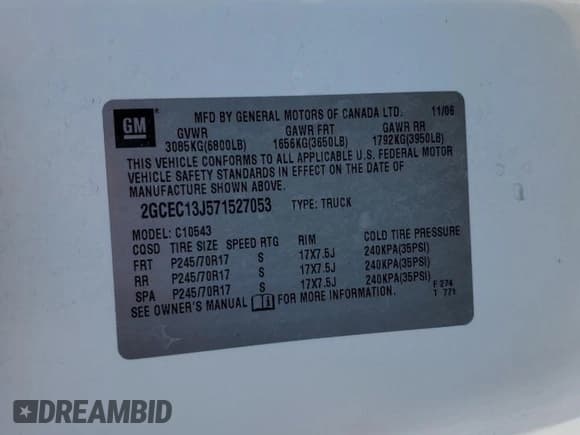 GM
MFD BY GENERAL MOTORS OF CANADA LTD. 11/06
GVWR GAWR FRT GAWR RR
3085KG(6800LB) 1656KG(3650LB) 1792KG(3950LB)
THIS VEHICLE CONFORMS TO ALL APPLICABLE U.S. FEDERAL MOTOR
VEHICLE SAFETY STANDARDS IN EFFECT ON THE DATE OF
MANUFACTURE SHOWN ABOVE.
2GCEC13J571527053 TYPE: TRUCK
MODEL: C10543
COSD TIRE SIZE SPEED RTG RIM COLD TIRE PRESSURE
FRT P245/70R17 S 17X7.5J 240KPA(35PSI)
RR P245/70R17 S 17X7.5J 240KPA(35PSI)
SPA P245/70R17 S 17X7.5J 240KPA(35PSI)
SEE OWNER'S MANUAL FOR MORE INFORMATION.
F 274
T 771
DREAMBID